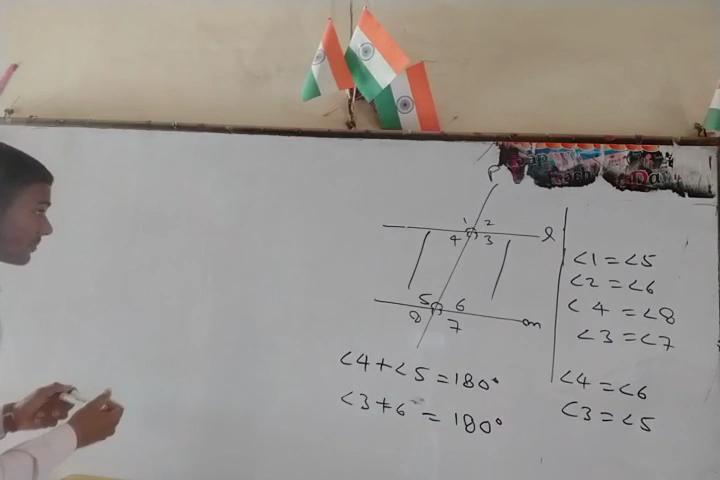 P
1 2
4 3 l
5 6
8 7 m
∠1 = ∠5
∠2 = ∠6
∠4 = ∠8
∠3 = ∠7
∠4 = ∠6
∠3 = ∠5
∠4 + ∠5 = 180°
∠3 + 6 = 180°